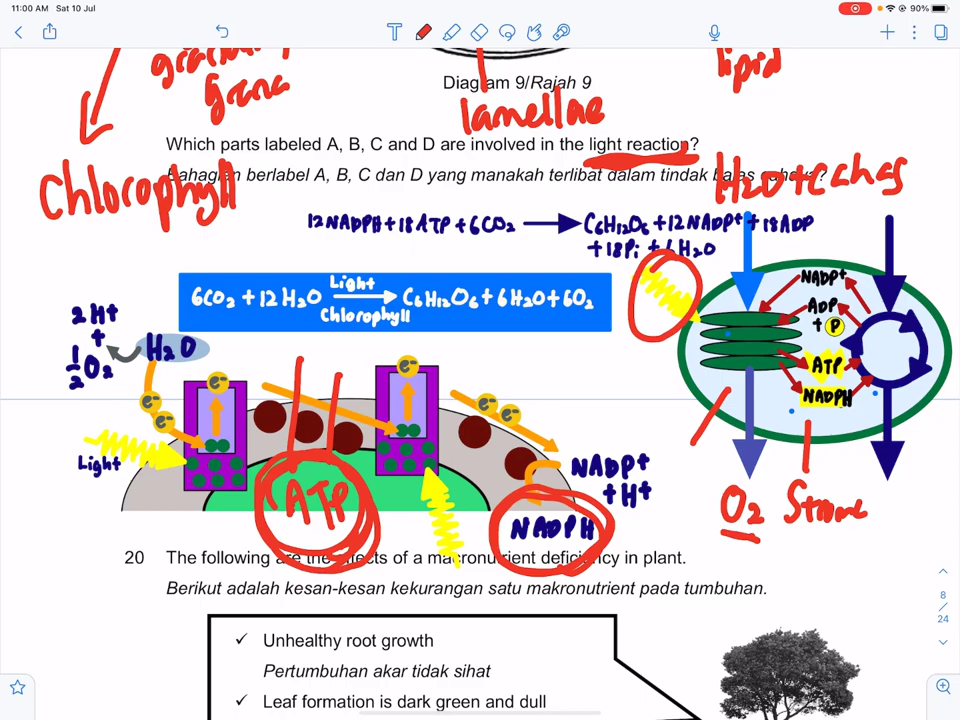 11:00 AM Sat 10 Jul
90%
grana
lipid
Diagram 9/Rajah 9
lamellae
Which parts labeled A, B, C and D are involved in the light reaction?
Bahagian berlabel A, B, C dan D yang manakah terlibat dalam tindak balas cahaya?
Chlorophyll
12NADPH+18ATP+6CO2 → C6H12O6+12NADP++18ADP
+18Pi+6H2O
NADP+
Light
6CO2+12H2O → C6H12O6+6H2O+6O2
Chlorophyll
2H+
+
1/2O2
H2O
ADP
+ P
ATP
NADPH
e-
e-
e-
e-
e-
e-
Light
ATP
NADP+
+H+
NADPH
O2
20 The following are the effects of a macronutrient deficiency in plant.
Berikut adalah kesan-kesan kekurangan satu makronutrient pada tumbuhan.
✓ Unhealthy root growth
Pertumbuhan akar tidak sihat
✓ Leaf formation is dark green and dull
8
/
24